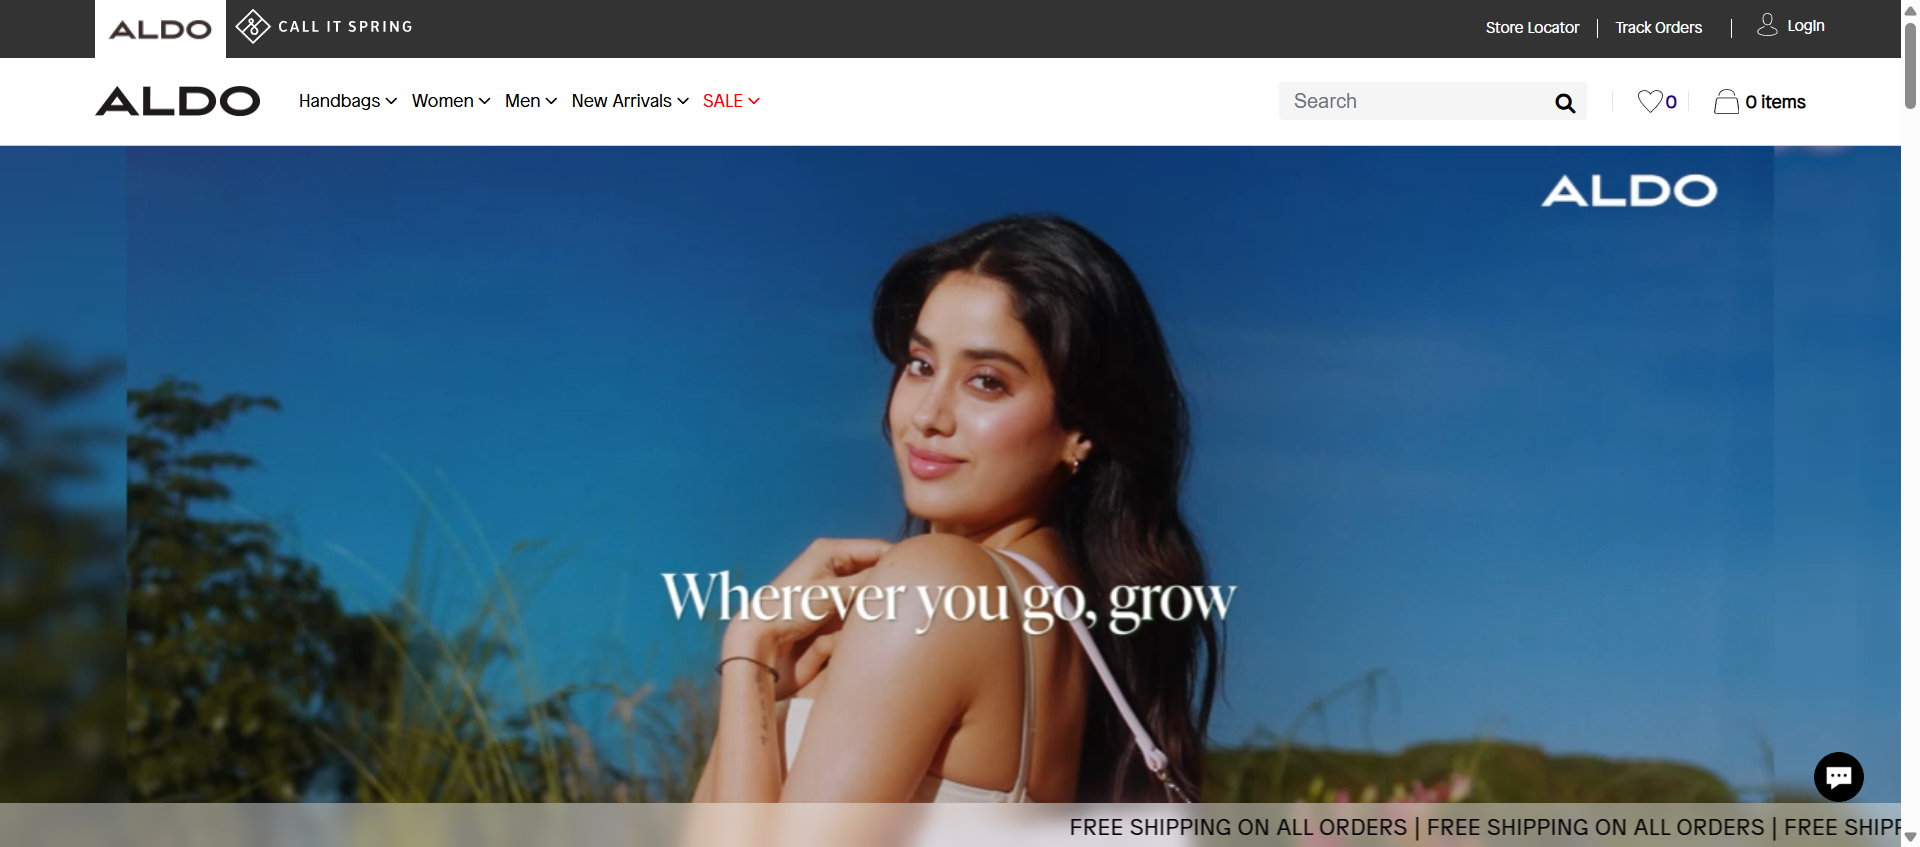 ALDO
CALL IT SPRING
Store Locator
Track Orders
Login
ALDO
Handbags
Women
Men
New Arrivals
SALE
Search
0
0 items
ALDO
Wherever you go, grow
FREE SHIPPING ON ALL ORDERS | FREE SHIPPING ON ALL ORDERS | FREE SHIPP